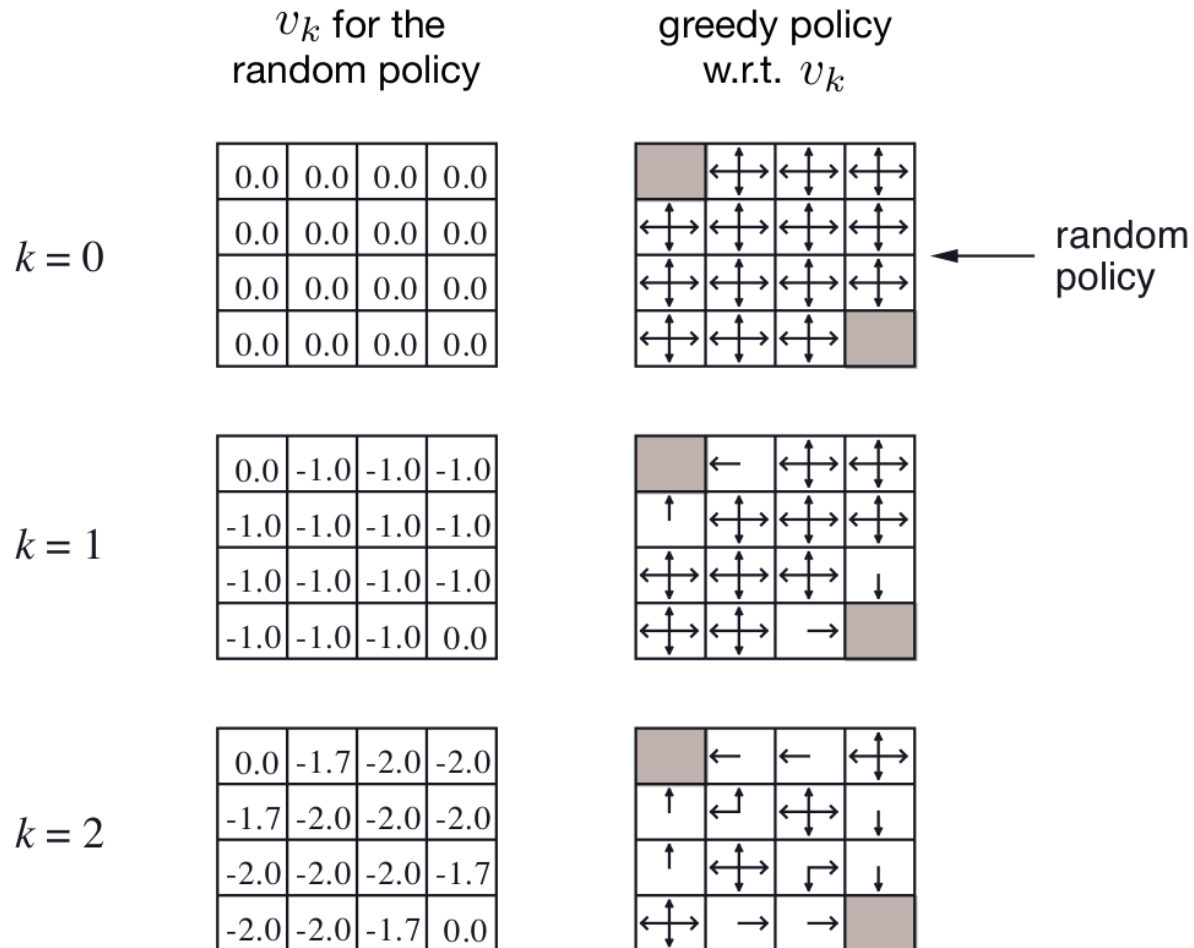 v_k for the
random policy
greedy policy
w.r.t. v_k
k = 0
0.0 0.0 0.0 0.0
0.0 0.0 0.0 0.0
0.0 0.0 0.0 0.0
0.0 0.0 0.0 0.0
random
policy
k = 1
0.0 -1.0 -1.0 -1.0
-1.0 -1.0 -1.0 -1.0
-1.0 -1.0 -1.0 -1.0
-1.0 -1.0 -1.0 0.0
k = 2
0.0 -1.7 -2.0 -2.0
-1.7 -2.0 -2.0 -2.0
-2.0 -2.0 -2.0 -1.7
-2.0 -2.0 -1.7 0.0